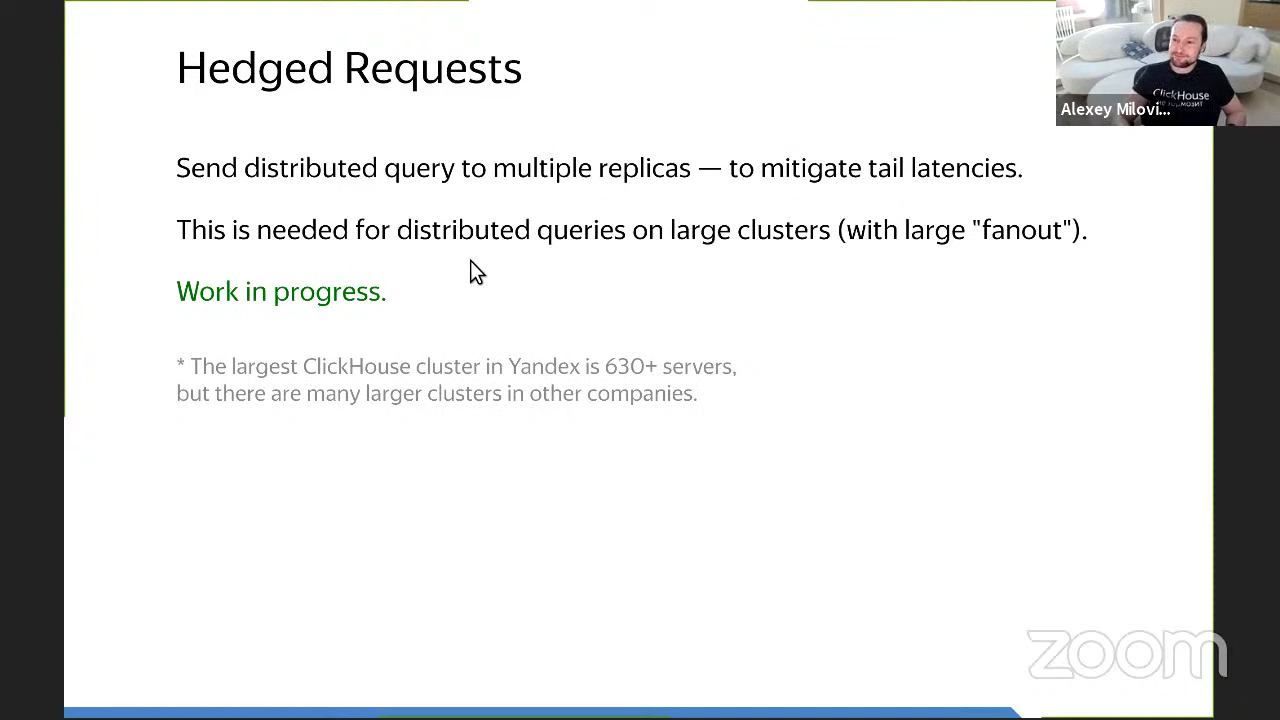 Hedged Requests
Send distributed query to multiple replicas — to mitigate tail latencies.
This is needed for distributed queries on large clusters (with large "fanout").
Work in progress.
* The largest ClickHouse cluster in Yandex is 630+ servers,
but there are many larger clusters in other companies.
ClickHouse
не тормозит
Alexey Milovi...
zoom